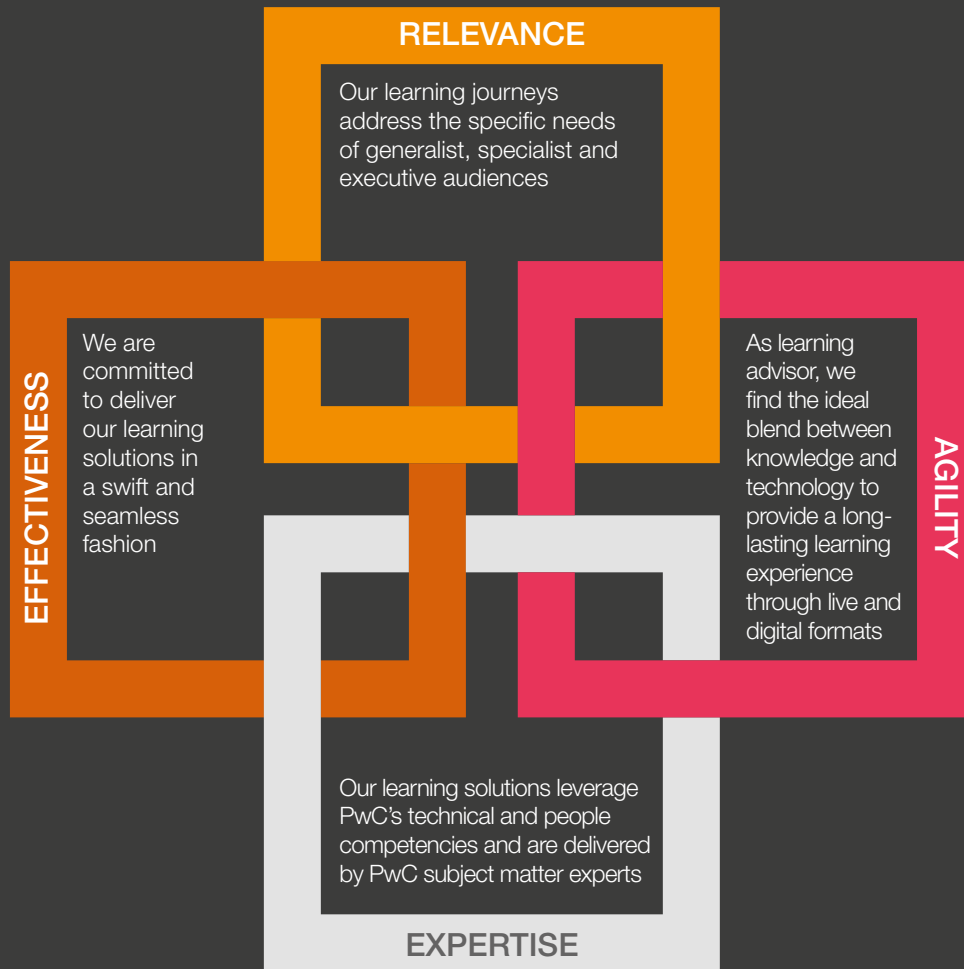 RELEVANCE
Our learning journeys
address the specific needs
of generalist, specialist and
executive audiences
EFFECTIVENESS
We are
committed
to deliver
our learning
solutions in
a swift and
seamless
fashion
As learning
advisor, we
find the ideal
blend between
knowledge and
technology to
provide a long-
lasting learning
experience
through live and
digital formats
AGILITY
Our learning solutions leverage
PwC’s technical and people
competencies and are delivered
by PwC subject matter experts
EXPERTISE